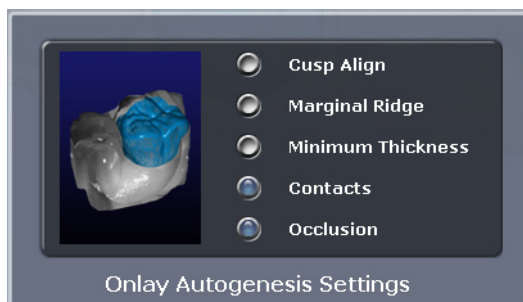 Cusp Align
Marginal Ridge
Minimum Thickness
Contacts
Occlusion
Onlay Autogenesis Settings